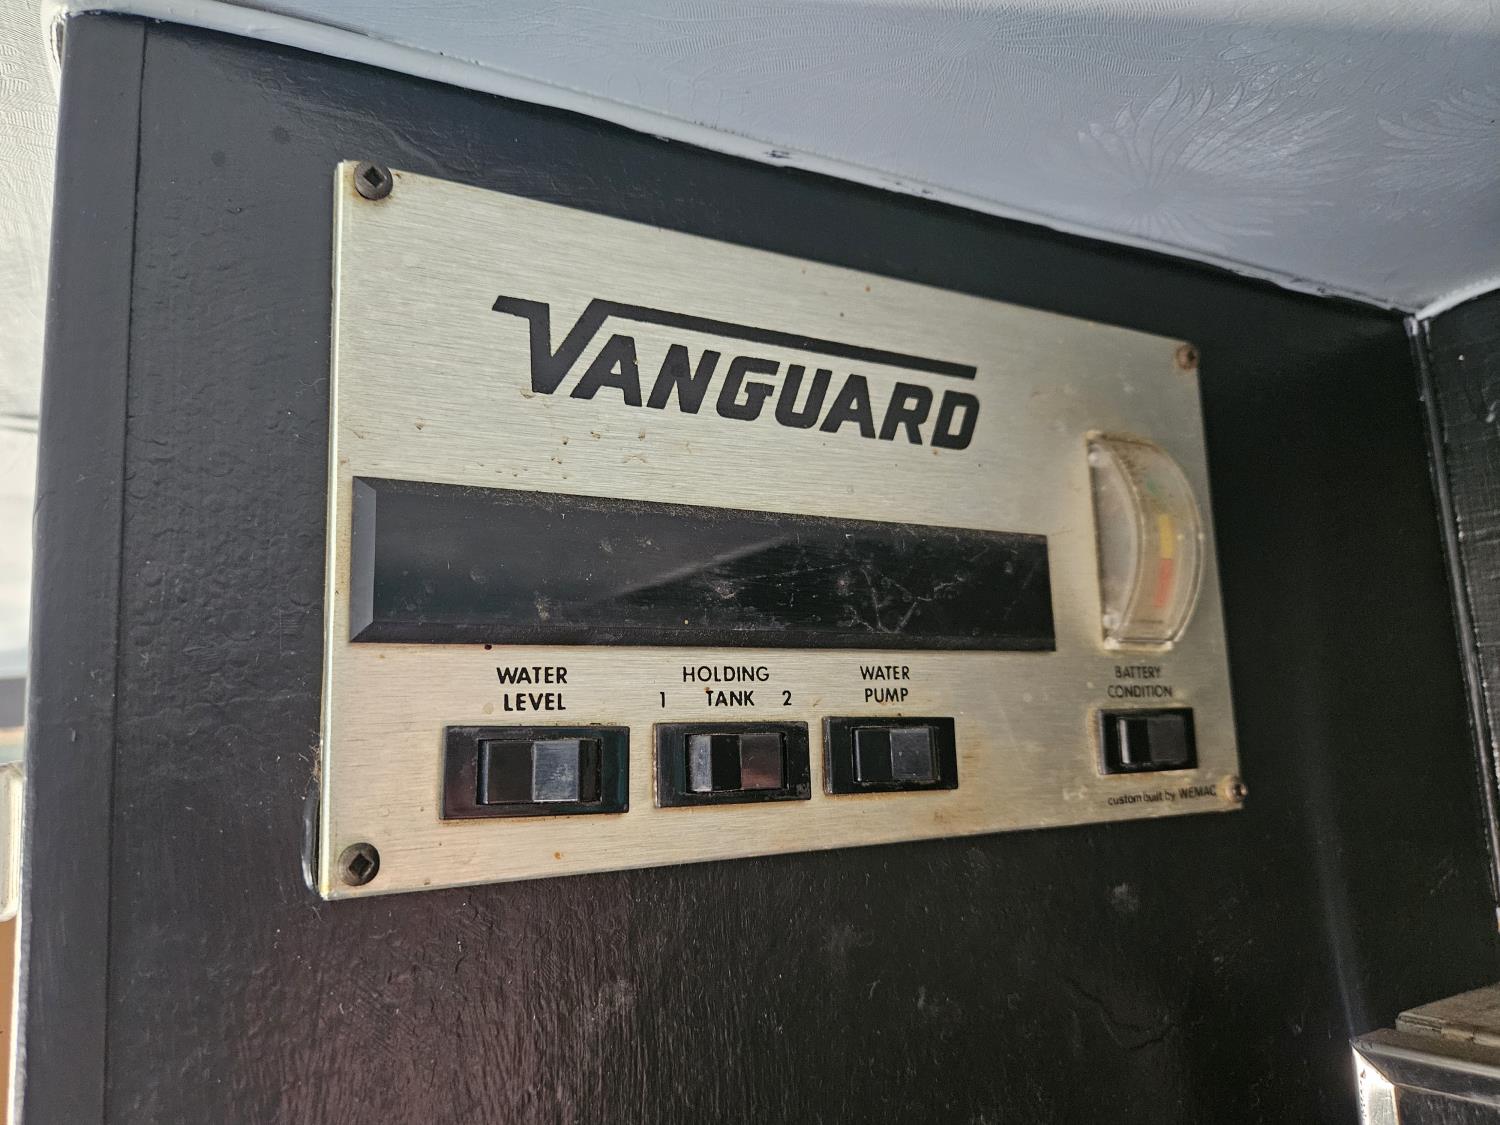 VANGUARD
WATER LEVEL
HOLDING
1 TANK 2
WATER PUMP
BATTERY CONDITION
custom built by WEMAC